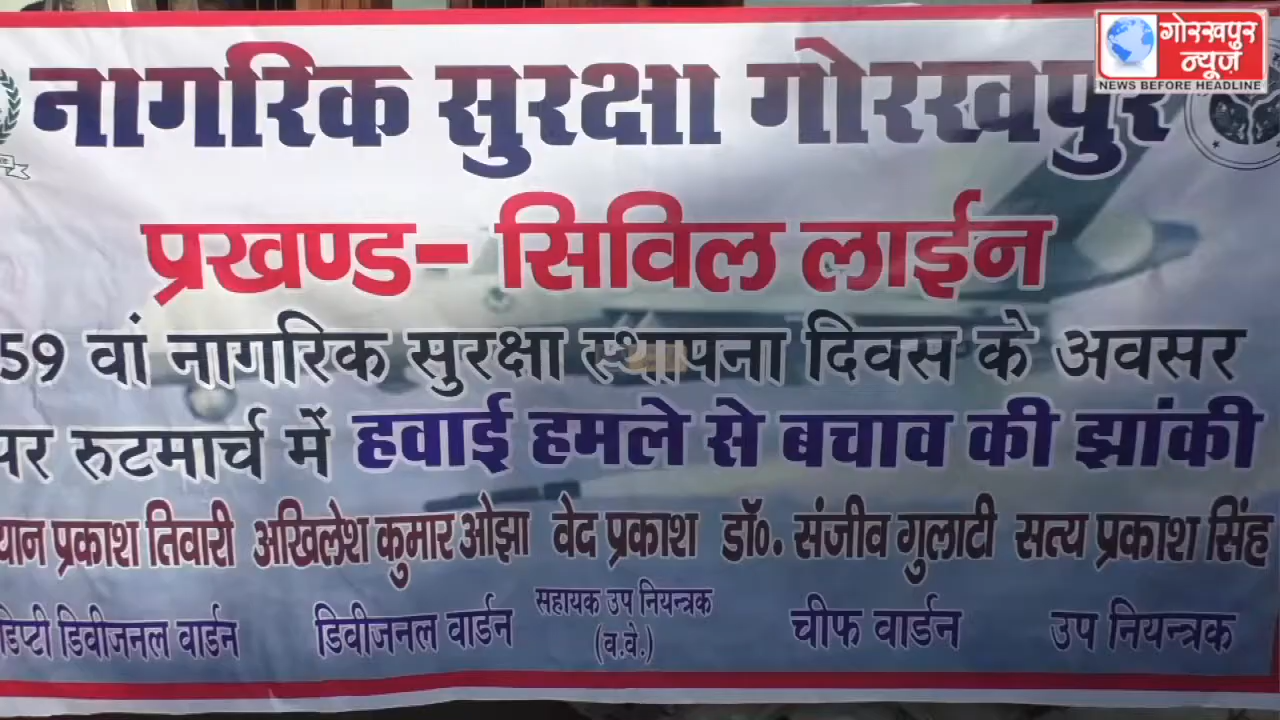 गोरखपुर
न्यूज़
NEWS BEFORE HEADLINE
नागरिक सुरक्षा गोरखपुर
प्रखण्ड- सिविल लाईन
59 वां नागरिक सुरक्षा स्थापना दिवस के अवसर
पर रुटमार्च में हवाई हमले से बचाव की झांकी
प्रकाश तिवारी अखिलेश कुमार ओझा वेद प्रकाश डॉ०. संजीव गुलाटी सत्य प्रकाश सिंह
डिप्टी डिवीजनल वार्डन डिवीजनल वार्डन सहायक उप नियन्त्रक चीफ वार्डन उप नियन्त्रक
(व.वे.)